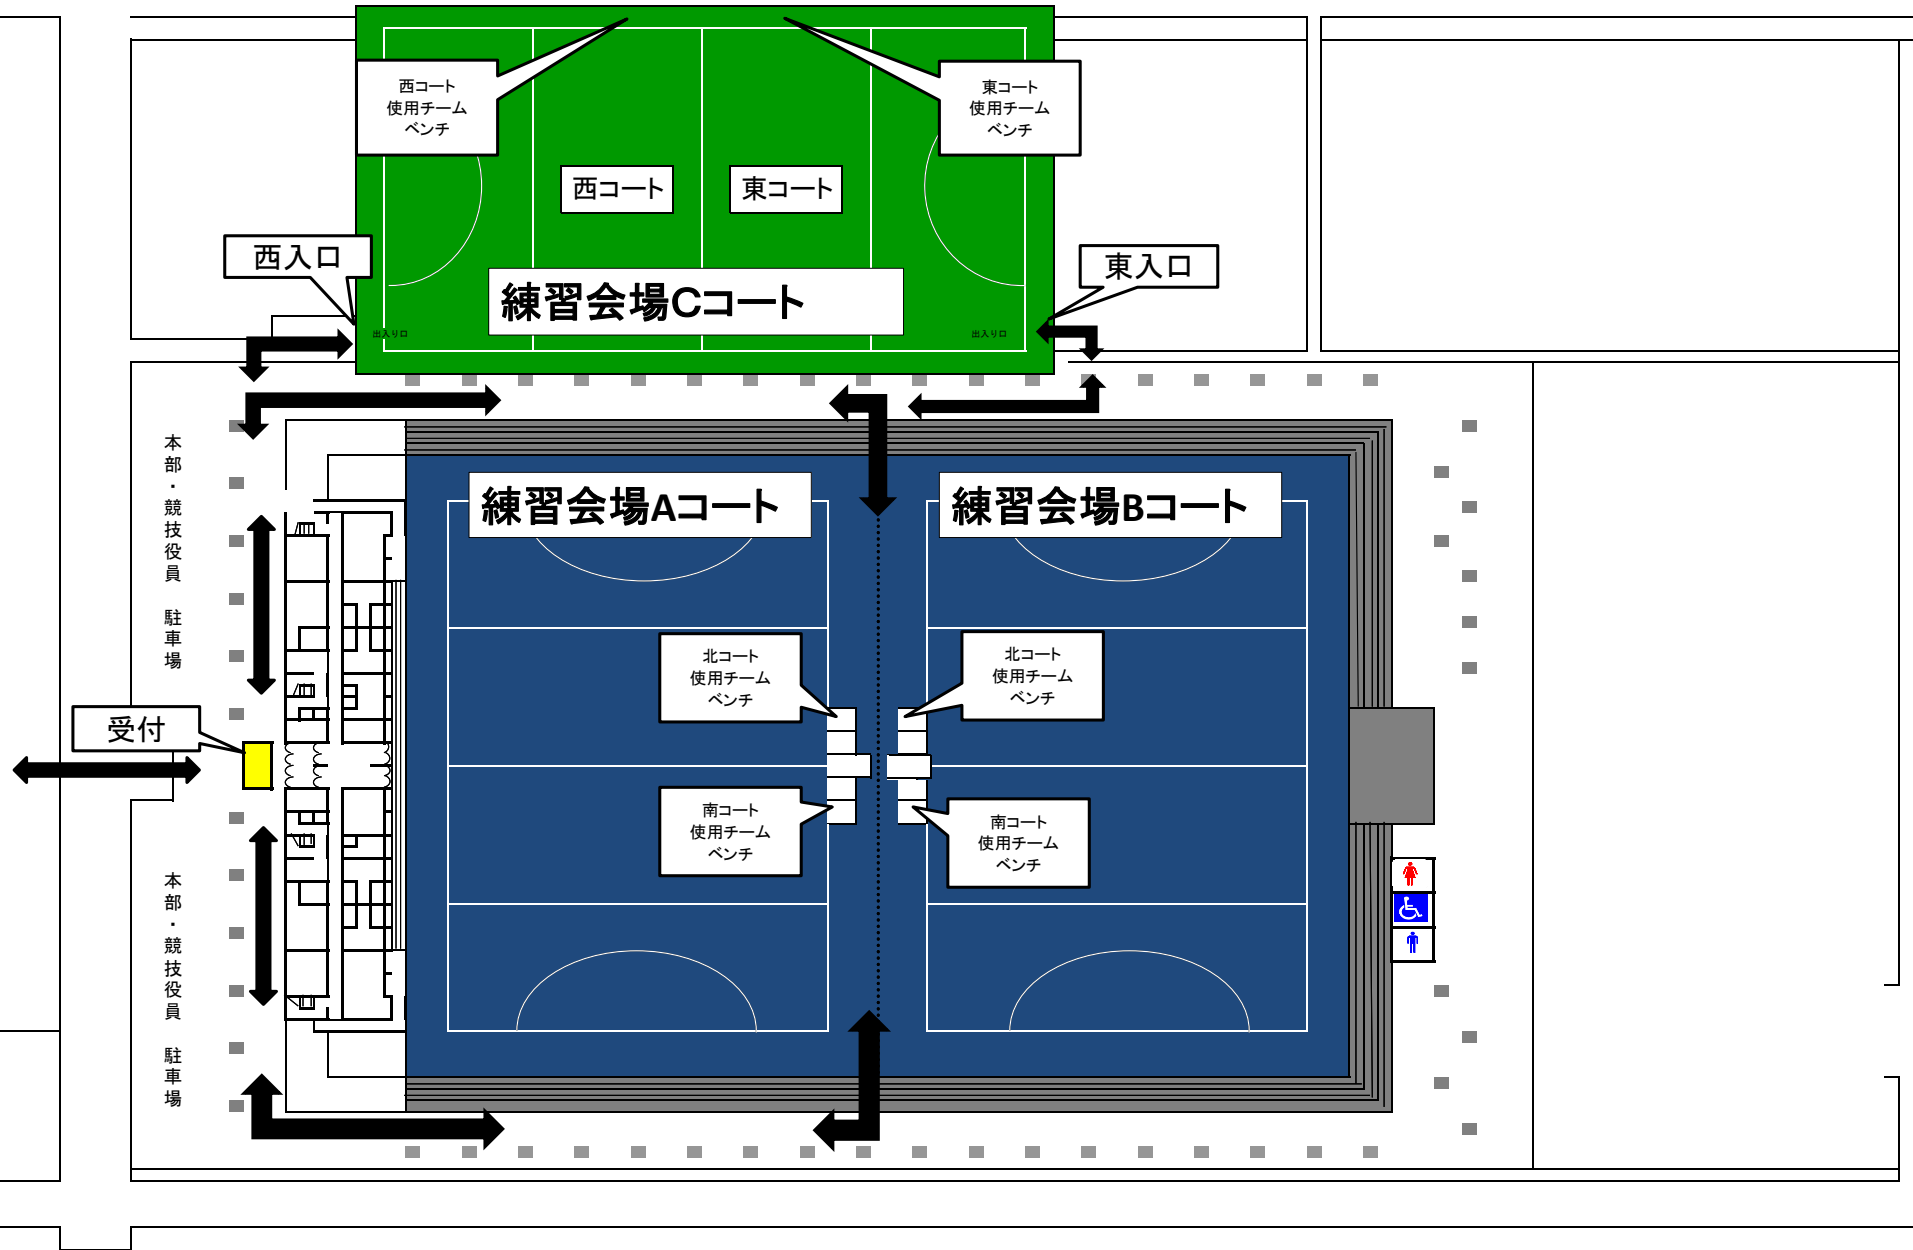 西コート
使用チーム
ベンチ
東コート
使用チーム
ベンチ
西コート
東コート
西入口
東入口
練習会場Cコート
出入り口
出入り口
本部・競技役員　駐車場
練習会場Aコート
練習会場Bコート
北コート
使用チーム
ベンチ
北コート
使用チーム
ベンチ
受付
南コート
使用チーム
ベンチ
南コート
使用チーム
ベンチ
本部・競技役員　駐車場